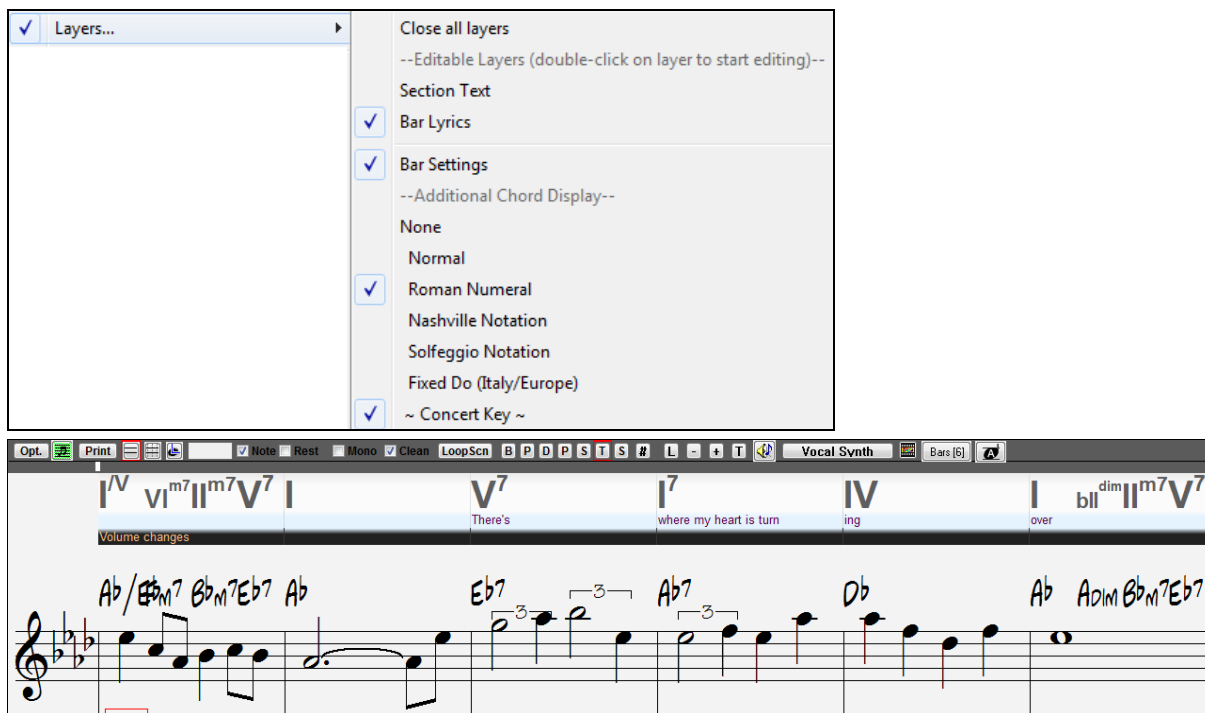 Layers...
Close all layers
--Editable Layers (double-click on layer to start editing)--
Section Text
Bar Lyrics
Bar Settings
--Additional Chord Display--
None
Normal
Roman Numeral
Nashville Notation
Solfeggio Notation
Fixed Do (Italy/Europe)
~ Concert Key ~
Opt. Print Note Rest Mono Clean LoopScn B P D P S T S # L - + T Vocal Synth Bars [6] A
I/V VIm7 IIm7 V7 I V7 I7 IV I bIIdim IIm7 V7
There's where my heart is turn ing over
Volume changes
Ab/ m7 Bbm7 Eb7 Ab Eb7 Ab7 Db Ab ADIM Bbm7 Eb7
3 3 3